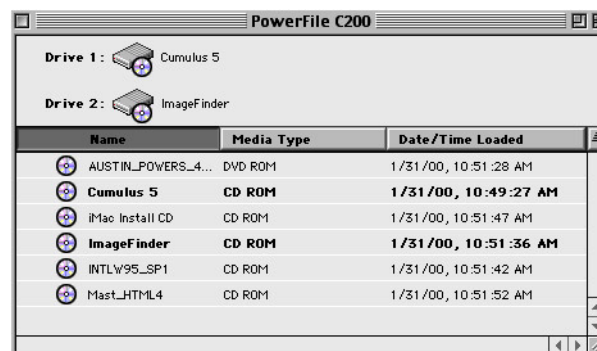 PowerFile C200
Drive 1: Cumulus 5
Drive 2: ImageFinder
Name Media Type Date/Time Loaded
AUSTIN_POWERS_4... DVD ROM 1/31/00, 10:51:28 AM
Cumulus 5 CD ROM 1/31/00, 10:49:27 AM
iMac Install CD CD ROM 1/31/00, 10:51:47 AM
ImageFinder CD ROM 1/31/00, 10:51:36 AM
INTLW95_SP1 CD ROM 1/31/00, 10:51:42 AM
Mast_HTML4 CD ROM 1/31/00, 10:51:52 AM